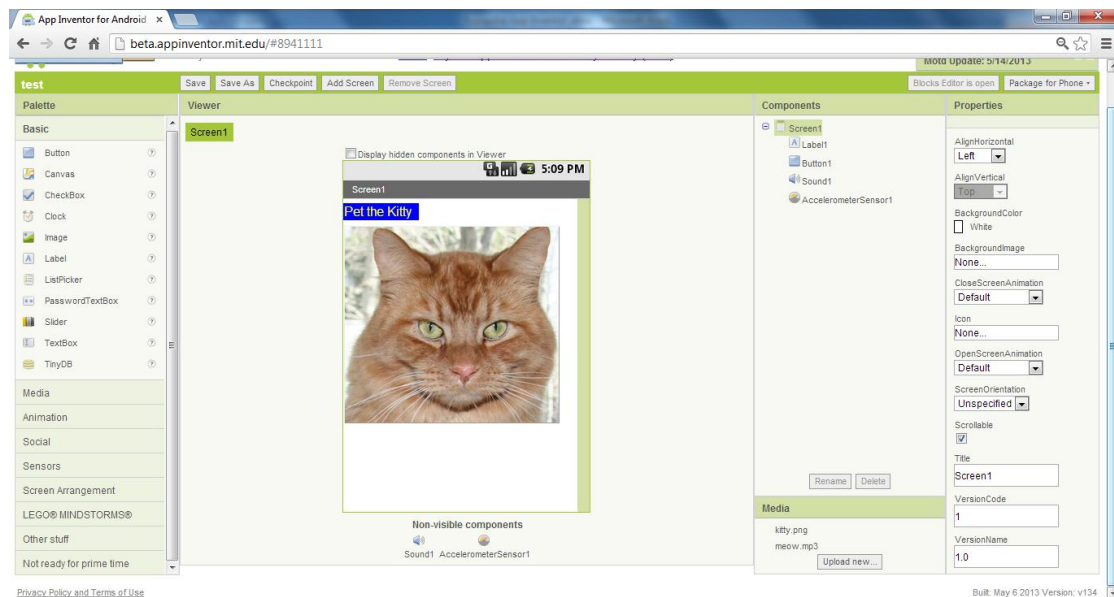 App Inventor for Android
beta.appinventor.mit.edu/#8941111
Motd Update: 5/14/2013
test
Save
Save As
Checkpoint
Add Screen
Remove Screen
Blocks Editor is open
Package for Phone
Palette
Basic
Button
Canvas
CheckBox
Clock
Image
Label
ListPicker
PasswordTextBox
Slider
TextBox
TinyDB
Media
Animation
Social
Sensors
Screen Arrangement
LEGO® MINDSTORMS®
Other stuff
Not ready for prime time
Viewer
Screen1
Display hidden components in Viewer
5:09 PM
Screen1
Pet the Kitty
Non-visible components
Sound1
AccelerometerSensor1
Components
Screen1
Label1
Button1
Sound1
AccelerometerSensor1
Rename
Delete
Media
kitty.png
meow.mp3
Upload new...
Properties
AlignHorizontal
Left
AlignVertical
Top
BackgroundColor
White
BackgroundImage
None...
CloseScreenAnimation
Default
Icon
None...
OpenScreenAnimation
Default
ScreenOrientation
Unspecified
Scrollable
Title
Screen1
VersionCode
1
VersionName
1.0
Privacy Policy and Terms of Use
Built: May 6 2013 Version: v134